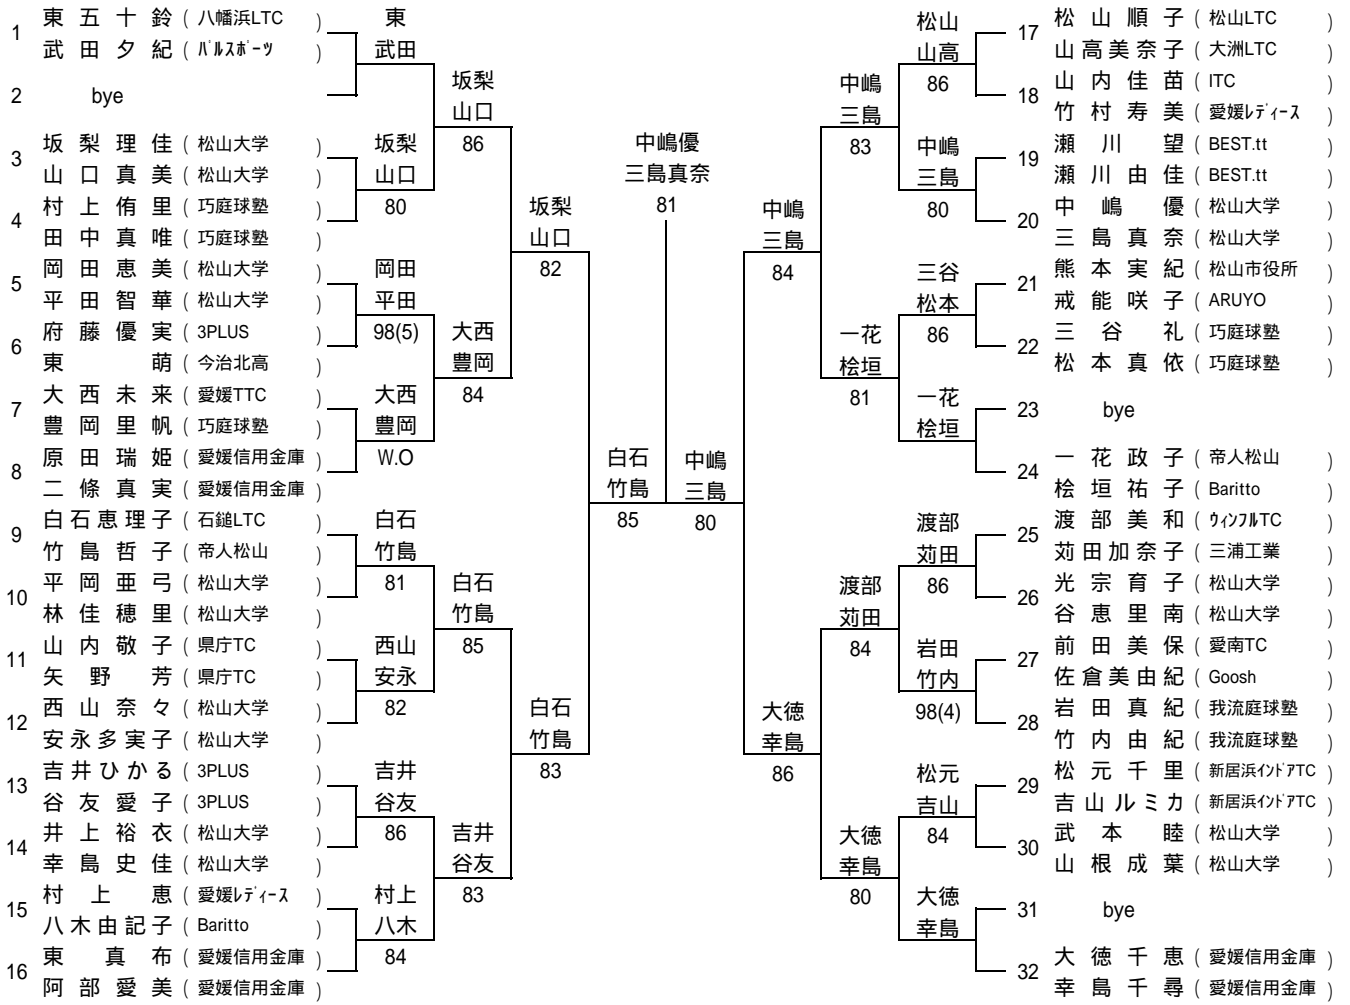 1 東 五 十 鈴 ( 八幡浜LTC )
武 田 夕 紀 ( パルスポーツ )
2 bye
3 坂 梨 理 佳 ( 松山大学 )
山 口 真 美 ( 松山大学 )
4 村 上 侑 里 ( 巧庭球塾 )
田 中 真 唯 ( 巧庭球塾 )
5 岡 田 恵 美 ( 松山大学 )
平 田 智 華 ( 松山大学 )
6 府 藤 優 実 ( 3PLUS )
東 萌 ( 今治北高 )
7 大 西 未 来 ( 愛媛TTC )
豊 岡 里 帆 ( 巧庭球塾 )
8 原 田 瑞 姫 ( 愛媛信用金庫 )
二 條 真 実 ( 愛媛信用金庫 )
9 白 石 恵 理 子 ( 石鎚LTC )
竹 島 哲 子 ( 帝人松山 )
10 平 岡 亜 弓 ( 松山大学 )
林 佳 穂 里 ( 松山大学 )
11 山 内 敬 子 ( 県庁TC )
矢 野 芳 ( 県庁TC )
12 西 山 奈 々 ( 松山大学 )
安 永 多 実 子 ( 松山大学 )
13 吉 井 ひ か る ( 3PLUS )
谷 友 愛 子 ( 3PLUS )
14 井 上 裕 衣 ( 松山大学 )
幸 島 史 佳 ( 松山大学 )
15 村 上 恵 ( 愛媛レディース )
八 木 由 記 子 ( Baritto )
16 東 真 布 ( 愛媛信用金庫 )
阿 部 愛 美 ( 愛媛信用金庫 )
東
武田
坂梨
山口
80
岡田
平田
98(5)
大西
豊岡
W.O
白石
竹島
81
西山
安永
82
吉井
谷友
86
村上
八木
84
坂梨
山口
86
大西
豊岡
84
白石
竹島
85
吉井
谷友
83
坂梨
山口
82
白石
竹島
83
白石
竹島
85
中嶋優
三島真奈
81
中嶋
三島
80
中嶋
三島
84
大徳
幸島
86
中嶋
三島
83
一花
桧垣
81
渡部
苅田
84
大徳
幸島
80
松山
山高
86
中嶋
三島
80
三谷
松本
86
一花
桧垣
渡部
苅田
86
岩田
竹内
98(4)
松元
吉山
84
大徳
幸島
17 松 山 順 子 ( 松山LTC )
山 高 美 奈 子 ( 大洲LTC )
18 山 内 佳 苗 ( ITC )
竹 村 寿 美 ( 愛媛レディース )
19 瀬 川 望 ( BEST.tt )
瀬 川 由 佳 ( BEST.tt )
20 中 嶋 優 ( 松山大学 )
三 島 真 奈 ( 松山大学 )
21 熊 本 実 紀 ( 松山市役所 )
戒 能 咲 子 ( ARUYO )
22 三 谷 礼 ( 巧庭球塾 )
松 本 真 依 ( 巧庭球塾 )
23 bye
24 一 花 政 子 ( 帝人松山 )
桧 垣 祐 子 ( Baritto )
25 渡 部 美 和 ( ウィンフルTC )
苅 田 加 奈 子 ( 三浦工業 )
26 光 宗 育 子 ( 松山大学 )
谷 恵 里 南 ( 松山大学 )
27 前 田 美 保 ( 愛南TC )
佐 倉 美 由 紀 ( Goosh )
28 岩 田 真 紀 ( 我流庭球塾 )
竹 内 由 紀 ( 我流庭球塾 )
29 松 元 千 里 ( 新居浜インドアTC )
吉 山 ル ミ カ ( 新居浜インドアTC )
30 武 本 睦 ( 松山大学 )
山 根 成 葉 ( 松山大学 )
31 bye
32 大 徳 千 恵 ( 愛媛信用金庫 )
幸 島 千 尋 ( 愛媛信用金庫 )